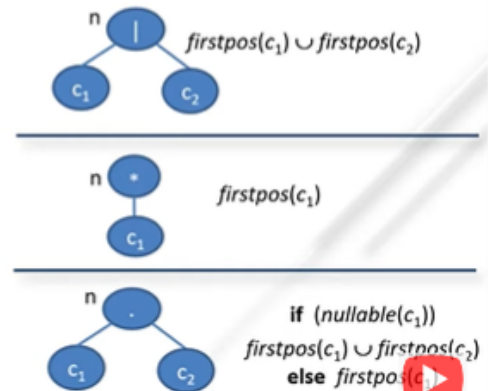 n |
firstpos(c₁) ∪ firstpos(c₂)
c₁ c₂
n *
firstpos(c₁)
c₁
n .
if (nullable(c₁))
firstpos(c₁) ∪ firstpos(c₂)
c₁ c₂
else firstpos(